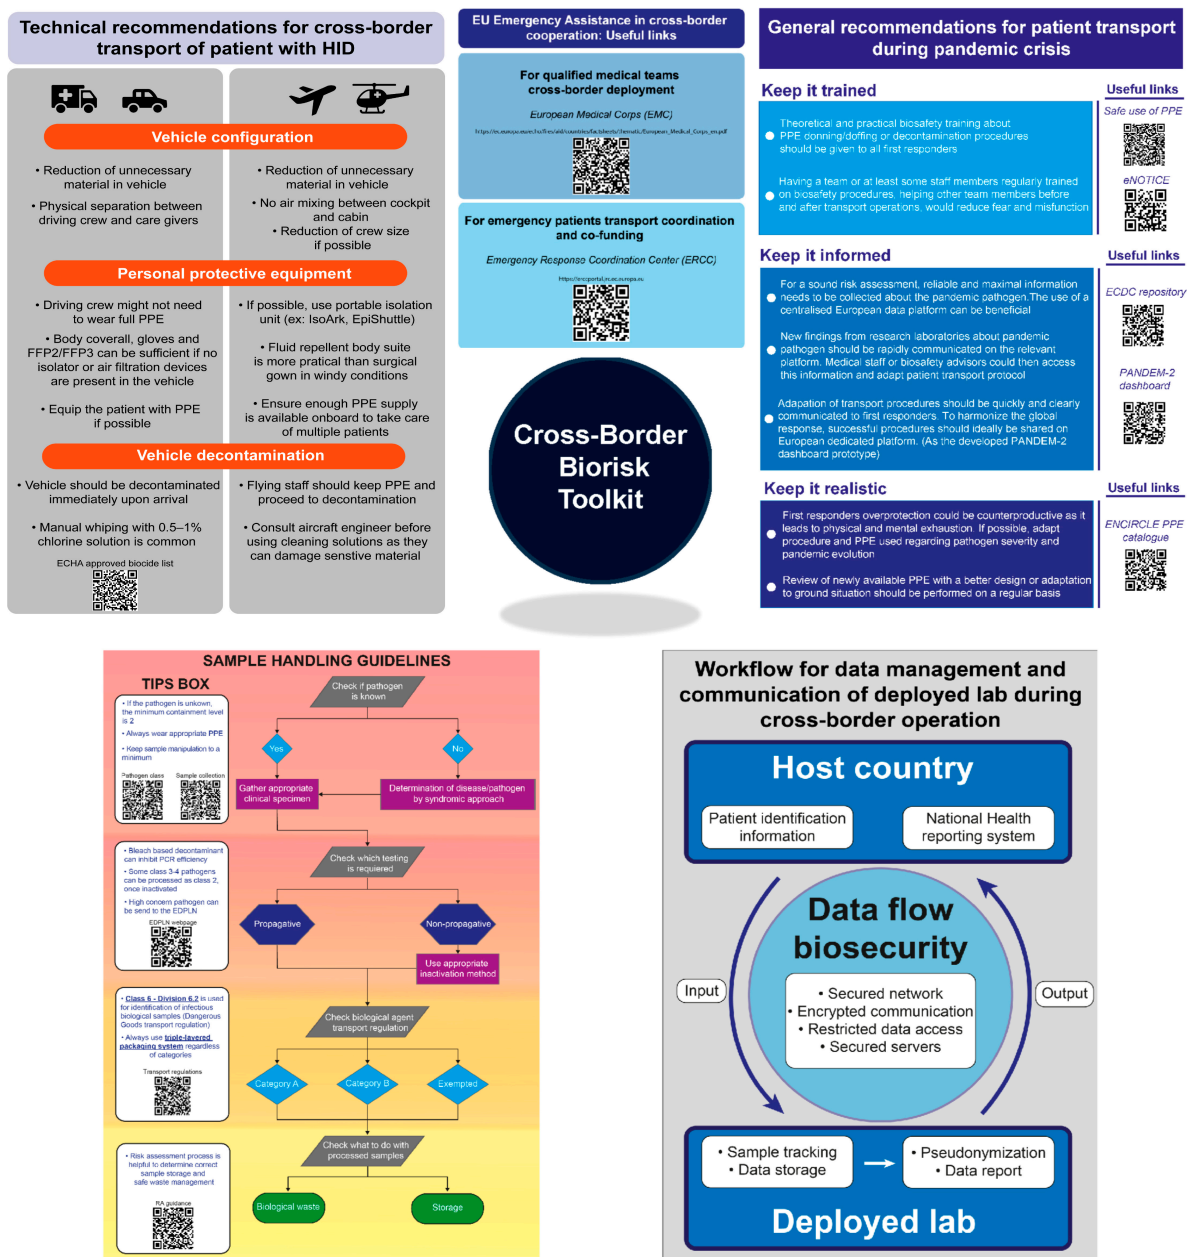 Technical recommendations for cross-border
transport of patient with HID
Vehicle configuration
• Reduction of unnecessary
material in vehicle
• Physical separation between
driving crew and care givers
• Reduction of unnecessary
material in vehicle
• No air mixing between cockpit
and cabin
• Reduction of crew size
if possible
Personal protective equipment
• Driving crew might not need
to wear full PPE
• Body coverall, gloves and
FFP2/FFP3 can be sufficient if no
isolator or air filtration devices
are present in the vehicle
• Equip the patient with PPE
if possible
• If possible, use portable isolation
unit (ex: IsoArk, EpiShuttle)
• Fluid repellent body suite
is more pratical than surgical
gown in windy conditions
• Ensure enough PPE supply
is available onboard to take care
of multiple patients
Vehicle decontamination
• Vehicle should be decontaminated
immediately upon arrival
• Manual whiping with 0.5–1%
chlorine solution is common
ECHA approved biocide list
• Flying staff should keep PPE and
proceed to decontamination
• Consult aircraft engineer before
using cleaning solutions as they
can damage senstive material
EU Emergency Assistance in cross-border
cooperation: Useful links
For qualified medical teams
cross-border deployment
European Medical Corps (EMC)
For emergency patients transport coordination
and co-funding
Emergency Response Coordination Center (ERCC)
Cross-Border
Biorisk
Toolkit
General recommendations for patient transport
during pandemic crisis
Keep it trained
Theoretical and practical biosafety training about
PPE donning/doffing or decontamination procedures
should be given to all first responders
Having a team or at least some staff members regularly trained
on biosafety procedures, helping other team members before
and after transport operations, would reduce fear and misfunction
Useful links
Safe use of PPE
eNOTICE
Keep it informed
For a sound risk assessment, reliable and maximal information
needs to be collected about the pandemic pathogen.The use of a
centralised European data platform can be beneficial
New findings from research laboratories about pandemic
pathogen should be rapidly communicated on the relevant
platform. Medical staff or biosafety advisors could then access
this information and adapt patient transport protocol
Adapation of transport procedures should be quickly and clearly
communicated to first responders. To harmonize the global
response, successful procedures should ideally be shared on
European dedicated platform. (As the developed PANDEM-2
dashboard prototype)
Useful links
ECDC repository
PANDEM-2
dashboard
Keep it realistic
First responders overprotection could be counterproductive as it
leads to physical and mental exhaustion. If possible, adapt
procedure and PPE used regarding pathogen severity and
pandemic evolution
Review of newly available PPE with a better design or adaptation
to ground situation should be performed on a regular basis
Useful links
ENCIRCLE PPE
catalogue
SAMPLE HANDLING GUIDELINES
TIPS BOX
• If the pathogen is unkown,
the minimum containment level
is 2
• Always wear appropriate PPE
• Keep sample manipulation to a
minimum
Pathogen class
Sample collection
• Bleach based decontaminant
can inhibit PCR efficiency
• Some class 3-4 pathogens
can be processed as class 2,
once inactivated
• High concern pathogen can
be send to the EDPLN
EDPLN webpage
• Class 6 - Division 6.2 is used
for identification of infectious
biological samples (Dangerous
Goods transport regulation)
• Always use triple-layered
packaging system regardless
of categories
Transport regulations
• Risk assessment process is
helpful to determine correct
sample storage and
safe waste management
RA guidance
Check if pathogen
is known
Yes
No
Gather appropriate
clinical specimen
Determination of disease/pathogen
by syndromic approach
Check which testing
is requiered
Propagative
Non-propagative
Use appropriate
inactivation method
Check biological agent
transport regulation
Category A
Category B
Exempted
Check what to do with
processed samples
Biological waste
Storage
Workflow for data management and
communication of deployed lab during
cross-border operation
Host country
Patient identification
information
National Health
reporting system
Data flow
biosecurity
Input
Output
• Secured network
• Encrypted communication
• Restricted data access
• Secured servers
• Sample tracking
• Data storage
• Pseudonymization
• Data report
Deployed lab